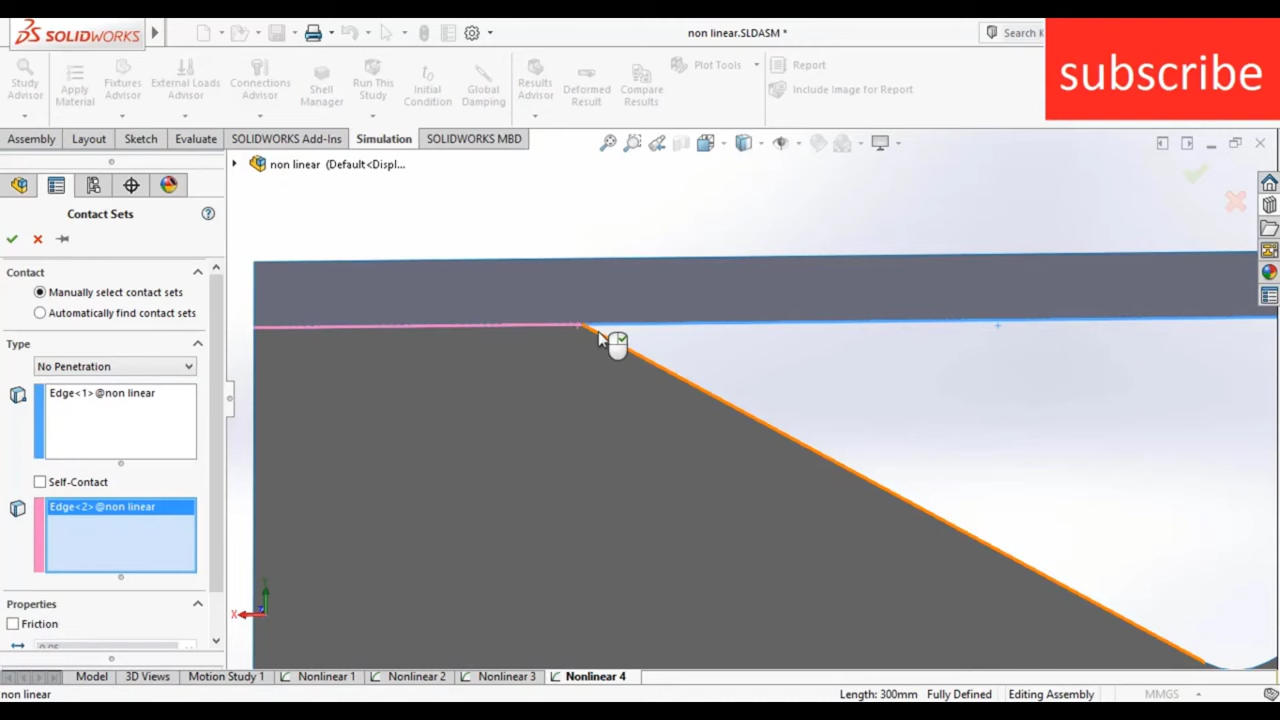 SOLIDWORKS
non linear.SLDASM *
Search
subscribe
Study Advisor
Apply Material
Fixtures Advisor
External Loads Advisor
Connections Advisor
Shell Manager
Run This Study
Initial Condition
Global Damping
Results Advisor
Deformed Result
Compare Results
Plot Tools
Report
Include Image for Report
Assembly Layout Sketch Evaluate SOLIDWORKS Add-Ins Simulation SOLIDWORKS MBD
non linear (Default<Displ...
Contact Sets
Contact
Manually select contact sets
Automatically find contact sets
Type
No Penetration
Edge<1>@non linear
Self-Contact
Edge<2>@non linear
Properties
Friction
0.05
X
Model 3D Views Motion Study 1 Nonlinear 1 Nonlinear 2 Nonlinear 3 Nonlinear 4
non linear Length: 300mm Fully Defined Editing Assembly MMGS